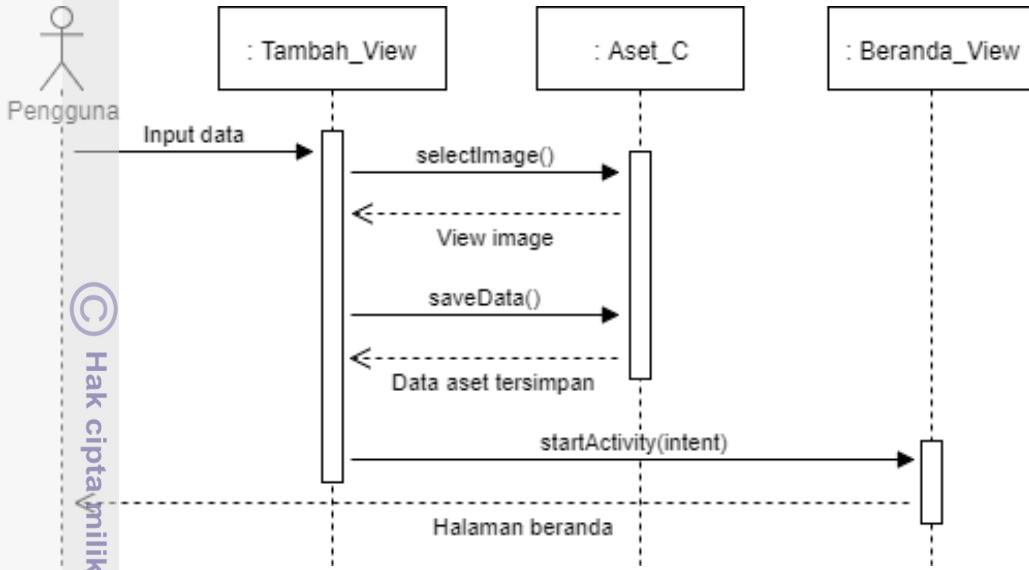 Pengguna
: Tambah_View
: Aset_C
: Beranda_View
Input data
selectImage()
View image
saveData()
Data aset tersimpan
startActivity(intent)
Halaman beranda
© Hak cipta milik